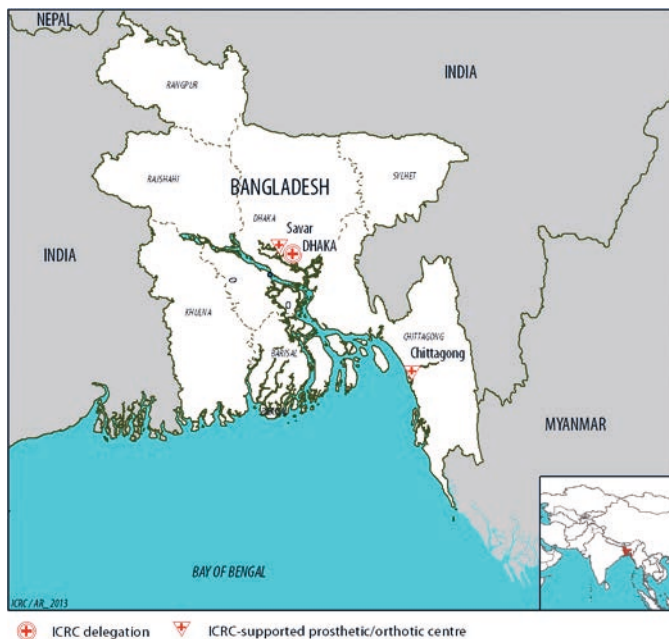 NEPAL
INDIA
RANGPUR
RAJSHAHI
SYLHET
BANGLADESH
DHAKA
Savar
DHAKA
INDIA
KHULNA
CHITTAGONG
Chittagong
BARISAL
MYANMAR
BAY OF BENGAL
ICRC / AR_2013
ICRC delegation ICRC-supported prosthetic/orthotic centre